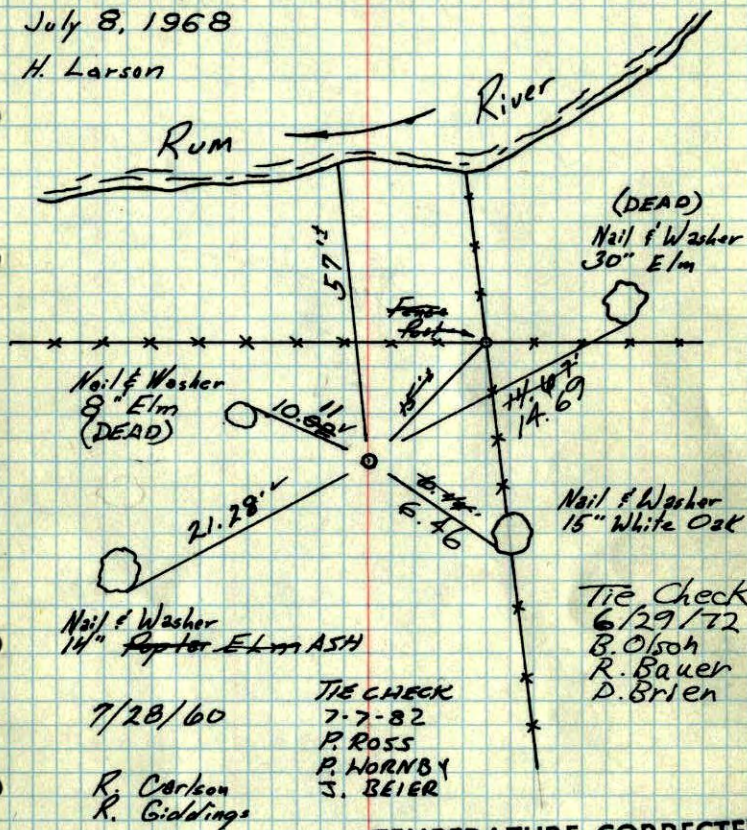 July 8, 1968
H. Larson
Rum River
57'±
(DEAD)
Nail & Washer
30" Elm
Fence
Post
Nail & Washer
8" Elm
(DEAD)
11
14.69
21.28'✓
6.46
Nail & Washer
15" White Oak
Nail & Washer
14" Poplar Elm ASH
Tie Check
6/29/72
B. Olson
R. Bauer
D. Brien
7/28/60
R. Carlson
R. Giddings
TIE CHECK
7-7-82
P. ROSS
P. HORNBY
J. BEIER
TEMPERATURE CORRECTE